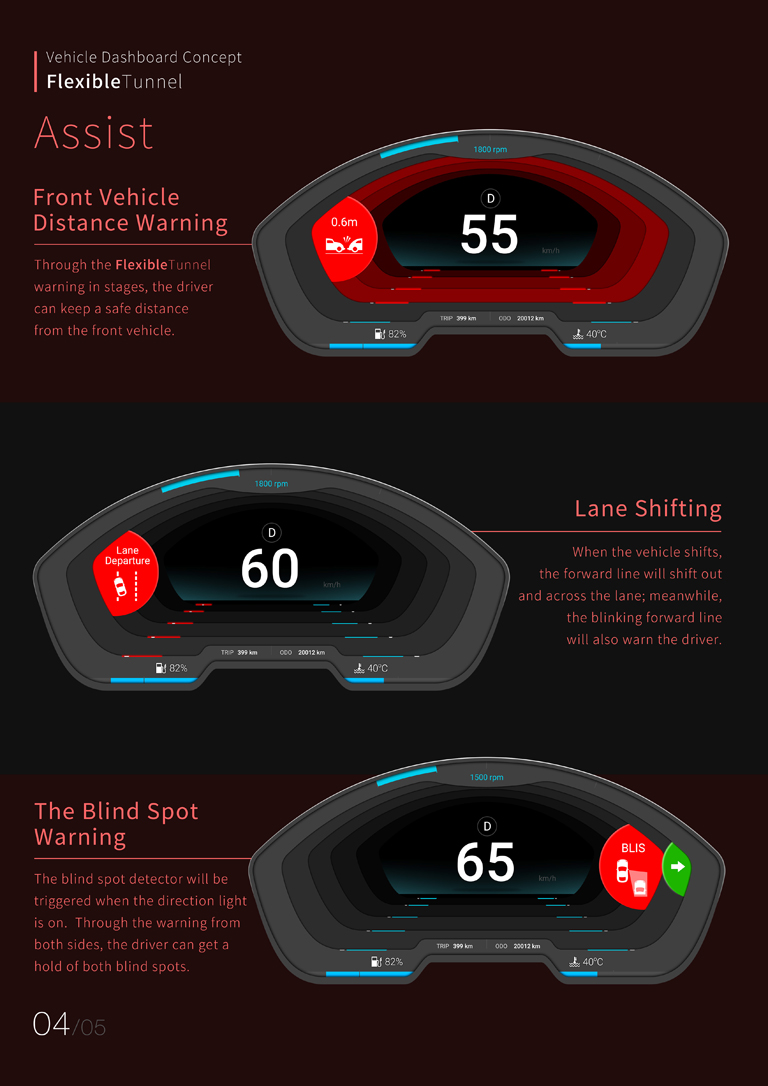 Vehicle Dashboard Concept
FlexibleTunnel
Assist
Front Vehicle
Distance Warning
Through the FlexibleTunnel
warning in stages, the driver
can keep a safe distance
from the front vehicle.
1800 rpm
D
0.6m
55
km/h
TRIP 399 km ODO 20012 km
82% 40°C
1800 rpm
D
Lane
Departure
60
km/h
TRIP 399 km ODO 20012 km
82% 40°C
Lane Shifting
When the vehicle shifts,
the forward line will shift out
and across the lane; meanwhile,
the blinking forward line
will also warn the driver.
The Blind Spot
Warning
The blind spot detector will be
triggered when the direction light
is on. Through the warning from
both sides, the driver can get a
hold of both blind spots.
1500 rpm
D
65
km/h
BLIS
TRIP 399 km ODO 20012 km
82% 40°C
04/05